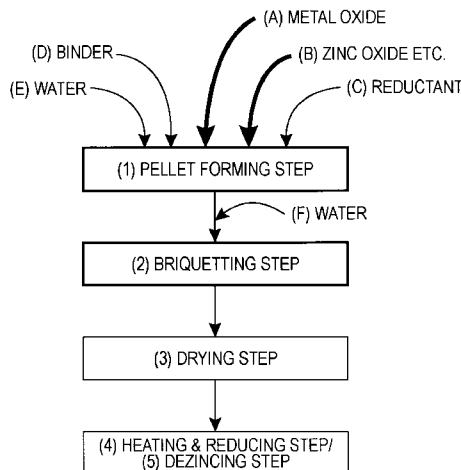 (A) METAL OXIDE
(D) BINDER
(B) ZINC OXIDE ETC.
(E) WATER
(C) REDUCTANT
(1) PELLET FORMING STEP
(F) WATER
(2) BRIQUETTING STEP
(3) DRYING STEP
(4) HEATING & REDUCING STEP/
(5) DEZINCING STEP